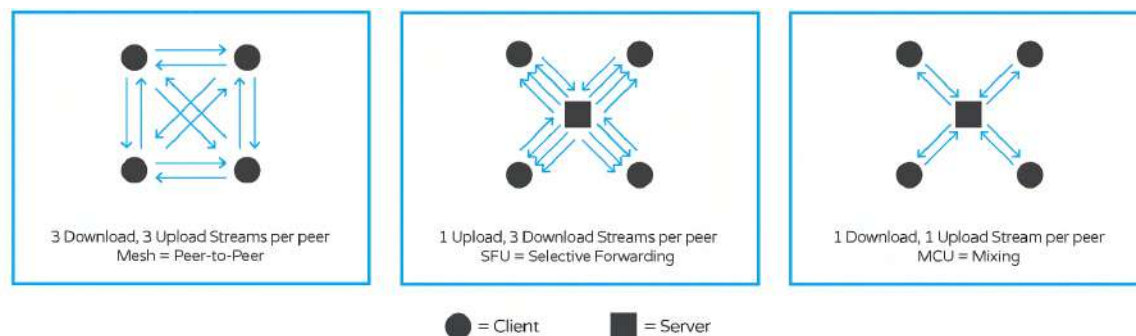 3 Download, 3 Upload Streams per peer
Mesh = Peer-to-Peer
1 Upload, 3 Download Streams per peer
SFU = Selective Forwarding
1 Download, 1 Upload Stream per peer
MCU = Mixing
= Client
= Server